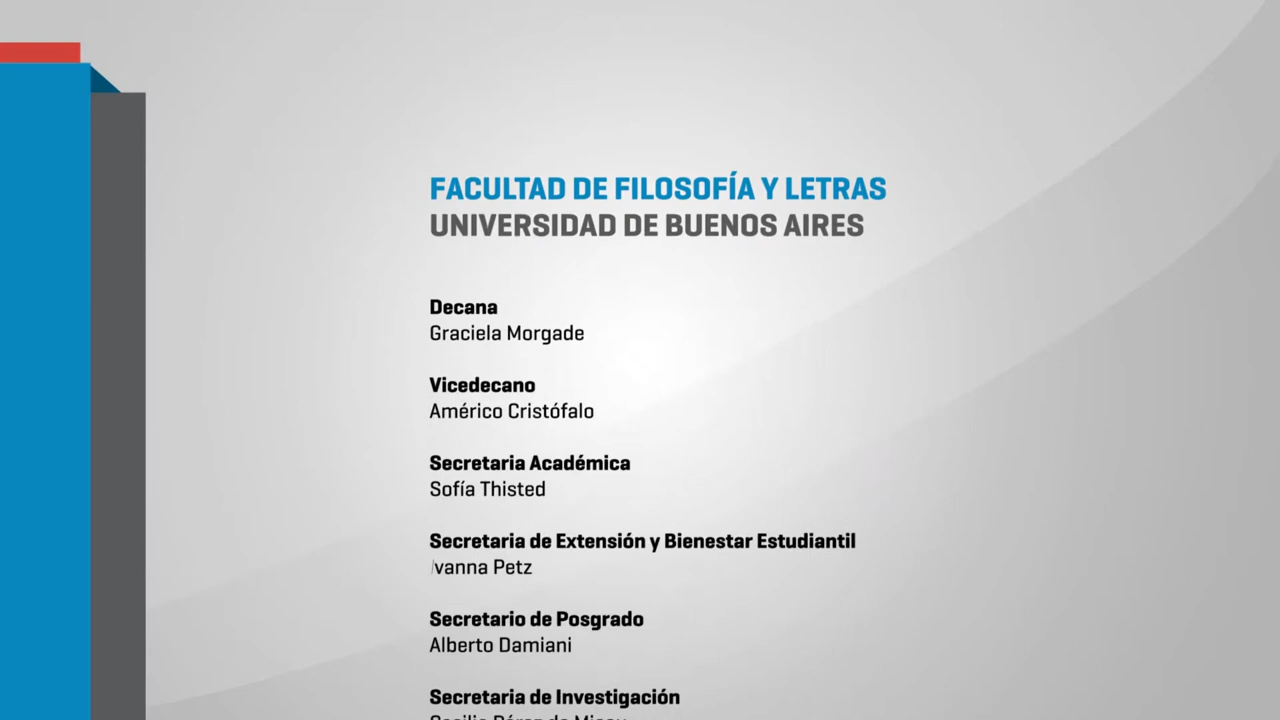 FACULTAD DE FILOSOFÍA Y LETRAS
UNIVERSIDAD DE BUENOS AIRES
Decana
Graciela Morgade
Vicedecano
Américo Cristófalo
Secretaria Académica
Sofía Thisted
Secretaria de Extensión y Bienestar Estudiantil
Ivanna Petz
Secretario de Posgrado
Alberto Damiani
Secretaria de Investigación